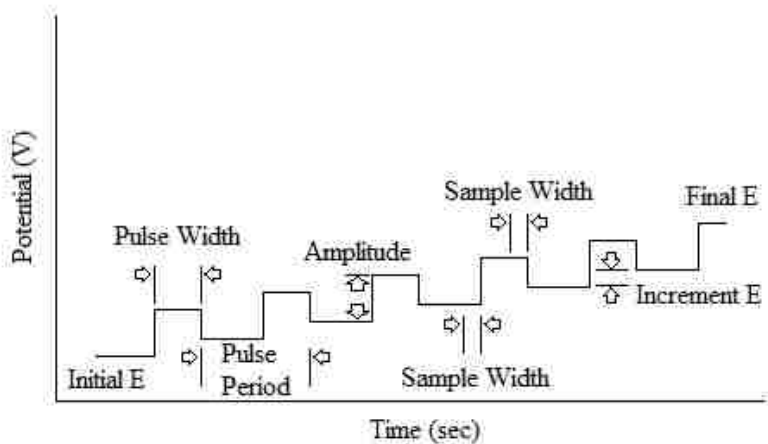 Potential (V)
Sample Width
Final E
Pulse Width
Amplitude
Increment E
Pulse
Period
Initial E
Sample Width
Time (sec)